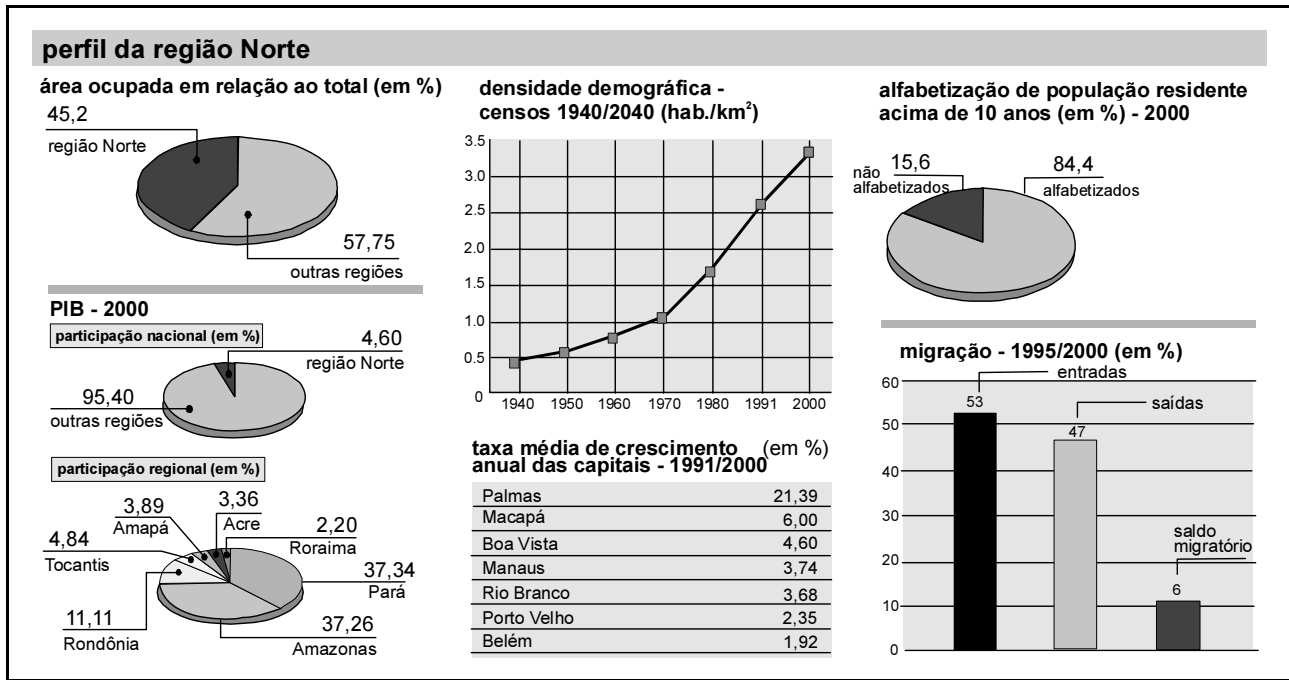 perfil da região Norte
área ocupada em relação ao total (em %)
45,2
região Norte
57,75
outras regiões
PIB - 2000
participação nacional (em %)
4,60
região Norte
95,40
outras regiões
participação regional (em %)
3,89
Amapá
3,36
Acre
2,20
Roraima
4,84
Tocantis
37,34
Pará
11,11
Rondônia
37,26
Amazonas
densidade demográfica -
censos 1940/2040 (hab./km²)
3.5
3.0
2.5
2.0
1.5
1.0
0.5
0
1940 1950 1960 1970 1980 1991 2000
taxa média de crescimento (em %)
anual das capitais - 1991/2000
Palmas 21,39
Macapá 6,00
Boa Vista 4,60
Manaus 3,74
Rio Branco 3,68
Porto Velho 2,35
Belém 1,92
alfabetização de população residente
acima de 10 anos (em %) - 2000
não
alfabetizados
15,6
84,4
alfabetizados
migração - 1995/2000 (em %)
60
50
40
30
20
10
0
entradas
53
saídas
47
saldo
migratório
6